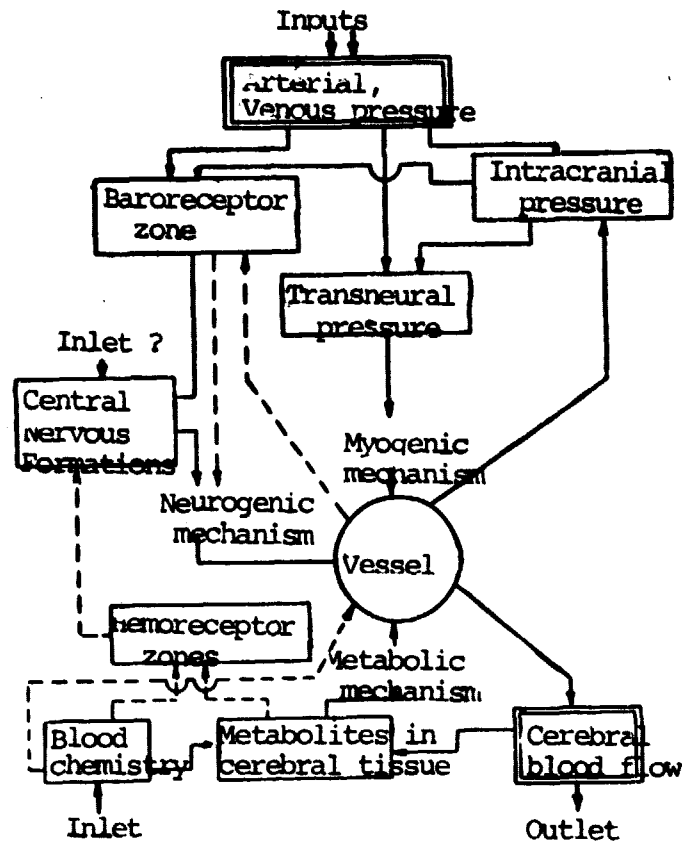 Inputs
Arterial,
Venous pressure
Intracranial
pressure
Baroreceptor
zone
Transneural
pressure
Inlet ?
Central
Nervous
Formations
Myogenic
mechanism
Neurogenic
mechanism
Vessel
hemoreceptor
zones
Metabolic
mechanism
Blood
chemistry
Metabolites in
cerebral tissue
Cerebral
blood flow
Inlet
Outlet